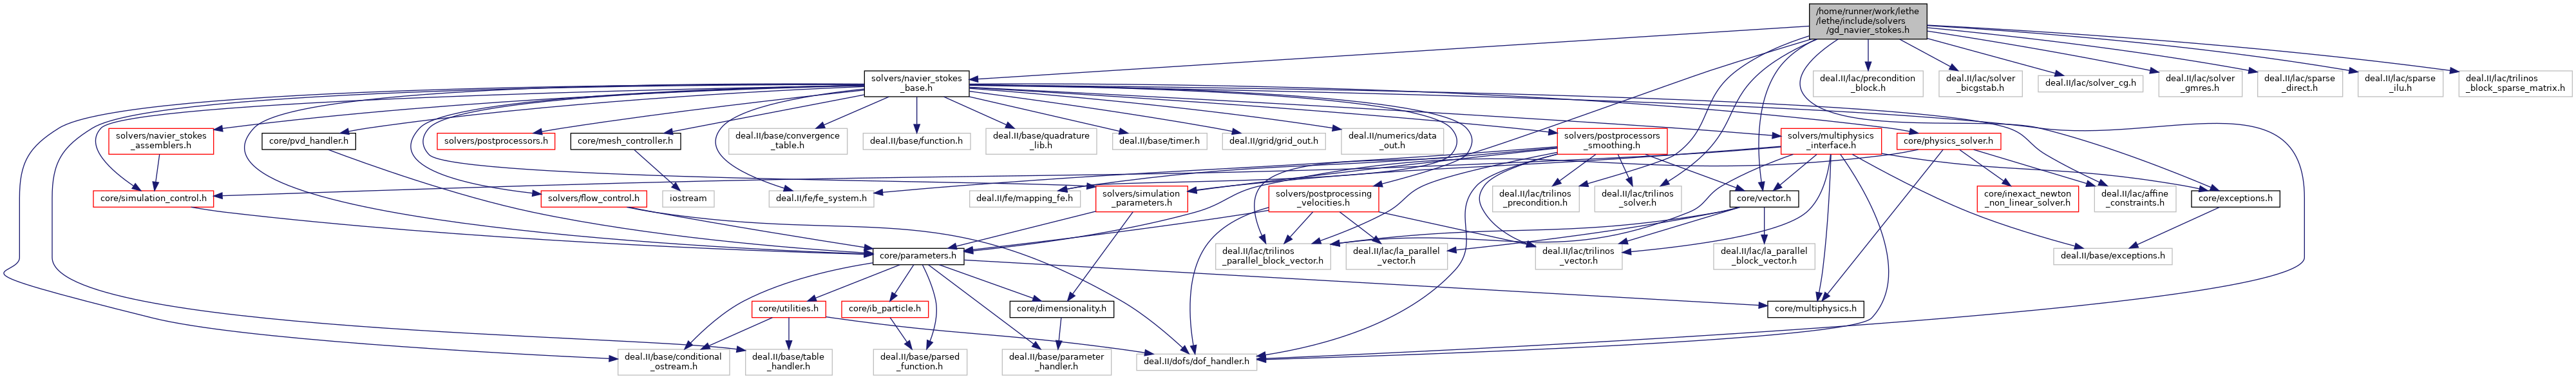 /home/runner/work/lethe
/lethe/include/solvers
/gd_navier_stokes.h
solvers/navier_stokes
_base.h
deal.II/lac/precondition
_block.h
deal.II/lac/solver
_bicgstab.h
deal.II/lac/solver_cg.h
deal.II/lac/solver
_gmres.h
deal.II/lac/sparse
_direct.h
deal.II/lac/sparse
_ilu.h
deal.II/lac/trilinos
_block_sparse_matrix.h
solvers/navier_stokes
_assemblers.h
core/pvd_handler.h
solvers/postprocessors.h
core/mesh_controller.h
deal.II/base/convergence
_table.h
deal.II/base/function.h
deal.II/base/quadrature
_lib.h
deal.II/base/timer.h
deal.II/grid/grid_out.h
deal.II/numerics/data
_out.h
solvers/postprocessors
_smoothing.h
solvers/multiphysics
_interface.h
core/physics_solver.h
core/simulation_control.h
solvers/flow_control.h
iostream
deal.II/fe/fe_system.h
deal.II/fe/mapping_fe.h
solvers/simulation
_parameters.h
solvers/postprocessing
_velocities.h
deal.II/lac/trilinos
_precondition.h
deal.II/lac/trilinos
_solver.h
core/vector.h
core/inexact_newton
_non_linear_solver.h
deal.II/lac/affine
_constraints.h
core/exceptions.h
core/parameters.h
deal.II/lac/trilinos
_parallel_block_vector.h
deal.II/lac/la_parallel
_vector.h
deal.II/lac/trilinos
_vector.h
deal.II/lac/la_parallel
_block_vector.h
deal.II/base/exceptions.h
core/utilities.h
core/ib_particle.h
core/dimensionality.h
core/multiphysics.h
deal.II/base/conditional
_ostream.h
deal.II/base/table
_handler.h
deal.II/base/parsed
_function.h
deal.II/base/parameter
_handler.h
deal.II/dofs/dof_handler.h